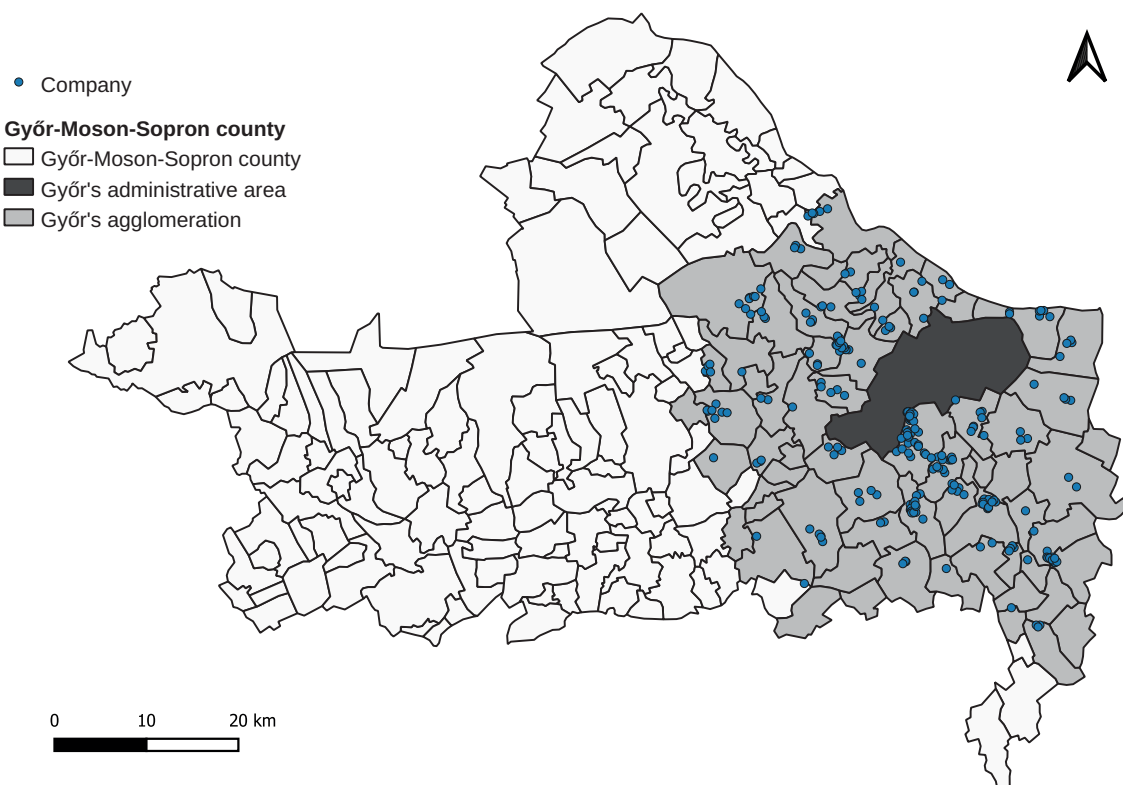 Company
Győr-Moson-Sopron county
Győr-Moson-Sopron county
Győr's administrative area
Győr's agglomeration
0 10 20 km